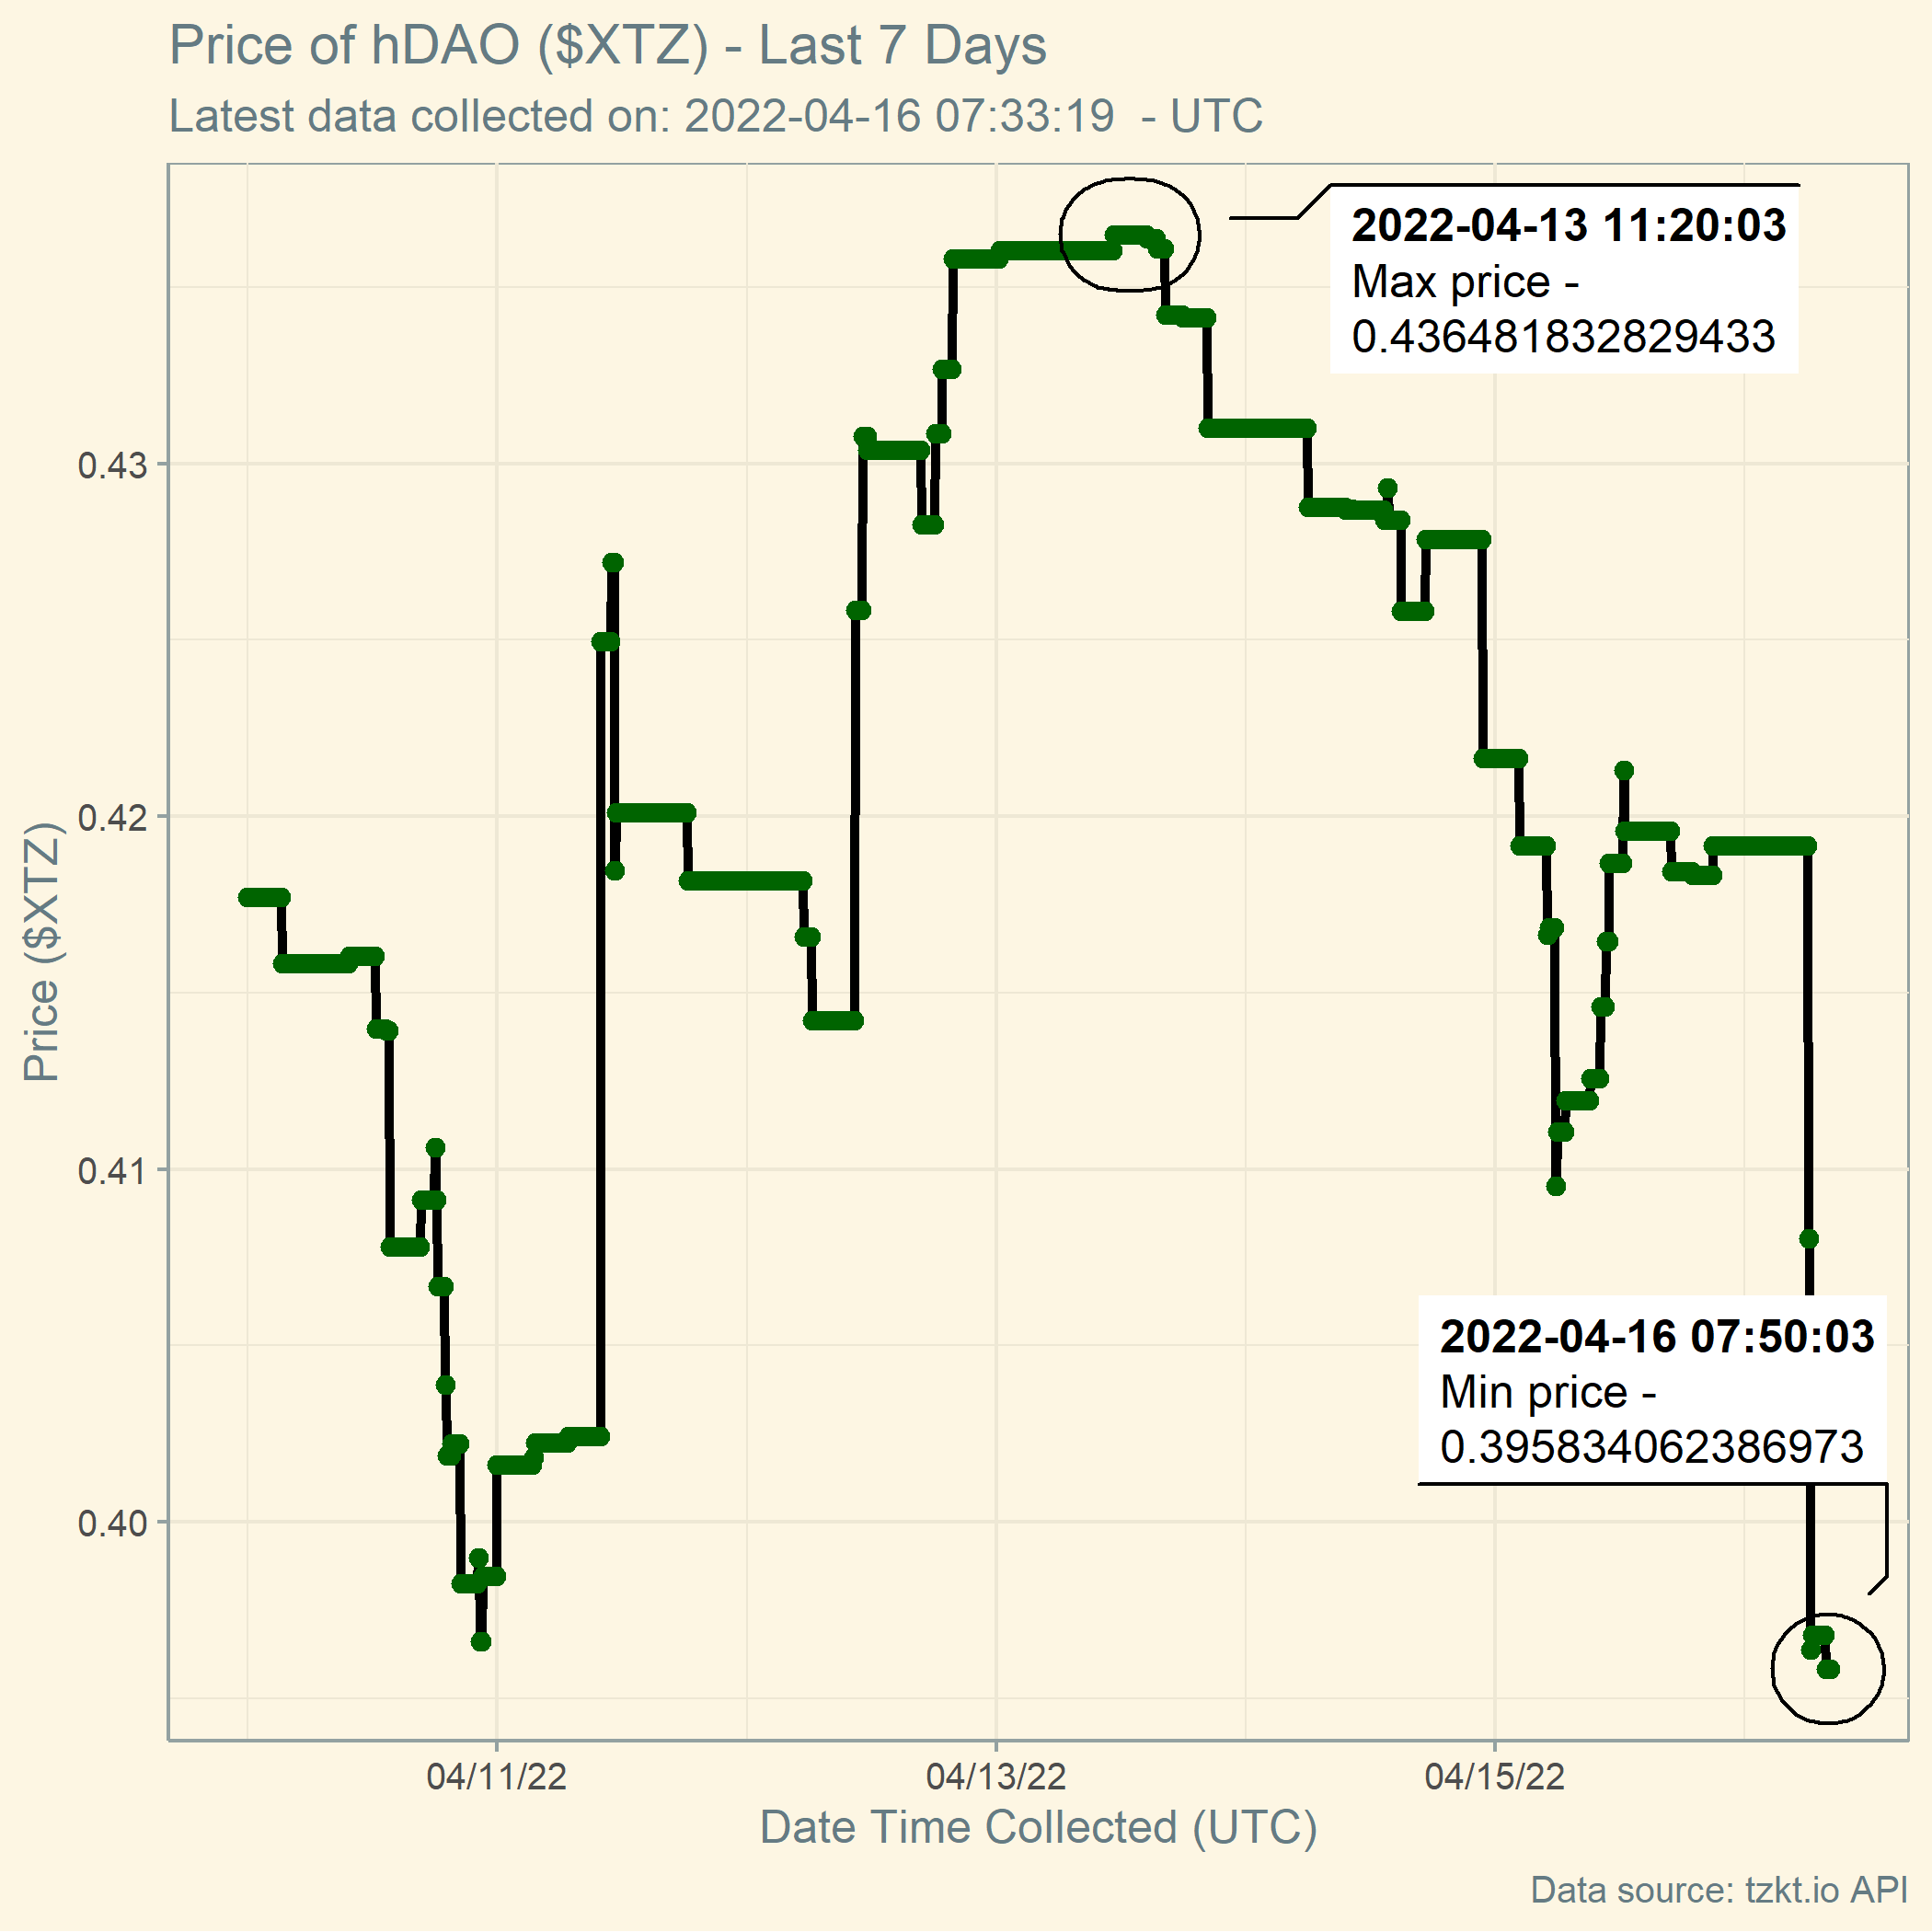 Price of hDAO ($XTZ) - Last 7 Days
Latest data collected on: 2022-04-16 07:33:19  - UTC
2022-04-13 11:20:03
Max price -
0.436481832829433
0.43
0.42
Price ($XTZ)
0.41
2022-04-16 07:50:03
Min price -
0.395834062386973
0.40
04/11/22
04/13/22
04/15/22
Date Time Collected (UTC)
Data source: tzkt.io API